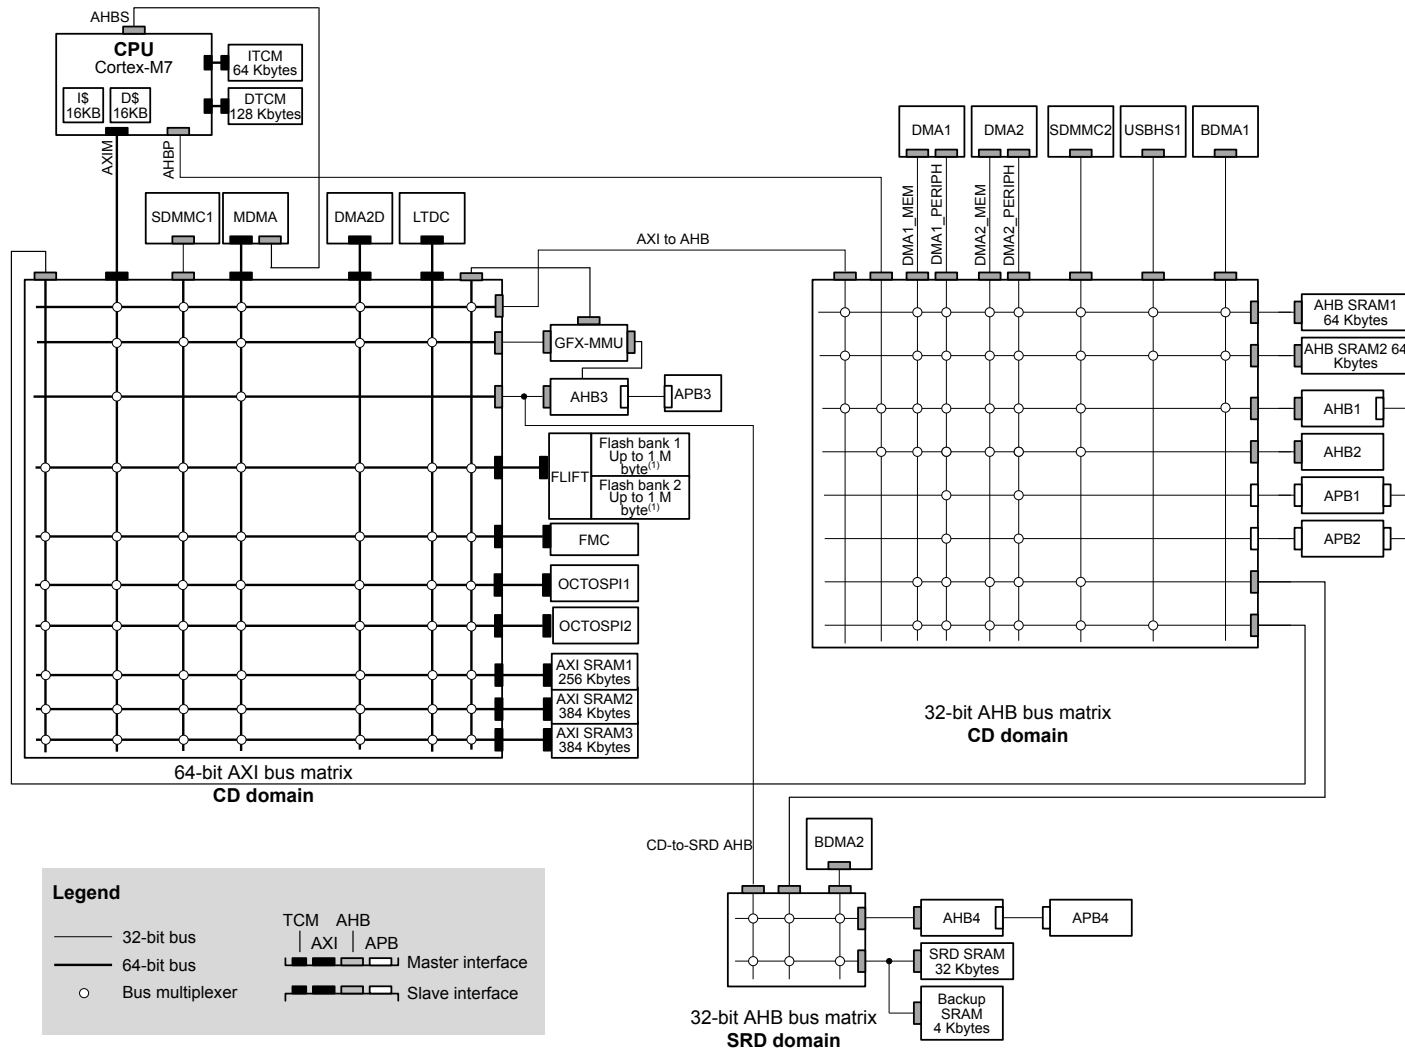 AHBS
CPU
Cortex-M7
I$
16KB
D$
16KB
ITCM
64 Kbytes
DTCM
128 Kbytes
AXIM
AHBP
SDMMC1
MDMA
DMA2D
LTDC
AXI to AHB
DMA1
DMA2
SDMMC2
USBHS1
BDMA1
DMA1_MEM
DMA1_PERIPH
DMA2_MEM
DMA2_PERIPH
GFX-MMU
AHB3
APB3
FLIFT
Flash bank 1
Up to 1 M
byte(1)
Flash bank 2
Up to 1 M
byte(1)
FMC
OCTOSPI1
OCTOSPI2
AXI SRAM1
256 Kbytes
AXI SRAM2
384 Kbytes
AXI SRAM3
384 Kbytes
64-bit AXI bus matrix
CD domain
AHB SRAM1
64 Kbytes
AHB SRAM2 64
Kbytes
AHB1
AHB2
APB1
APB2
32-bit AHB bus matrix
CD domain
CD-to-SRD AHB
BDMA2
AHB4
APB4
SRD SRAM
32 Kbytes
Backup
SRAM
4 Kbytes
32-bit AHB bus matrix
SRD domain
Legend
32-bit bus
64-bit bus
Bus multiplexer
TCM AHB
AXI APB
Master interface
Slave interface